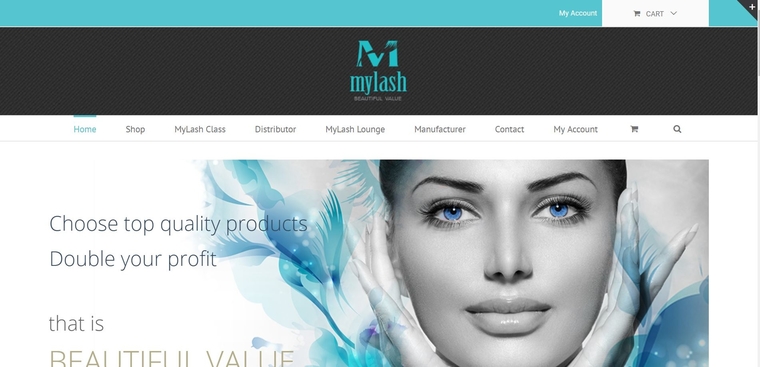 My Account
CART
mylash
BEAUTIFUL VALUE
Home Shop MyLash Class Distributor MyLash Lounge Manufacturer Contact My Account
Choose top quality products
Double your profit
that is
BEAUTIFUL VALUE